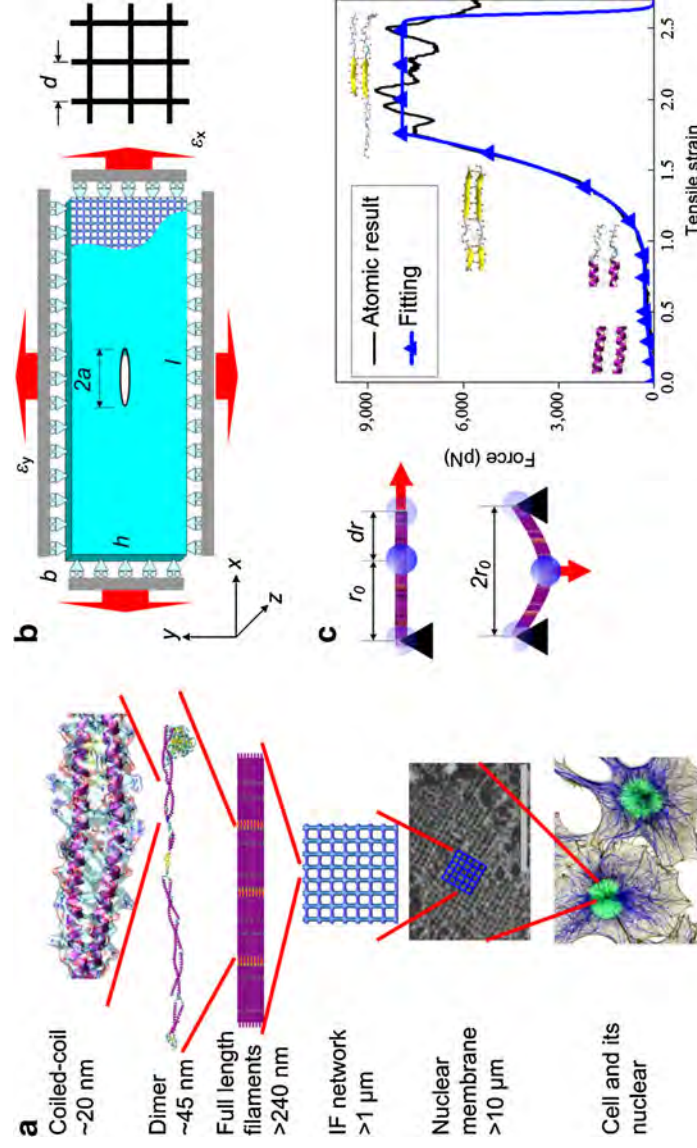 a
Coiled-coil
~20 nm
Dimer
~45 nm
Full length
filaments
>240 nm
IF network
>1 μm
Nuclear
membrane
>10 μm
Cell and its
nuclear
b
εy
b
h
2a
l
εx
d
y
x
z
c
r0
dr
2r0
Force (pN)
9,000
6,000
3,000
0
Atomic result
Fitting
0.0
0.5
1.0
1.5
2.0
2.5
Tensile strain